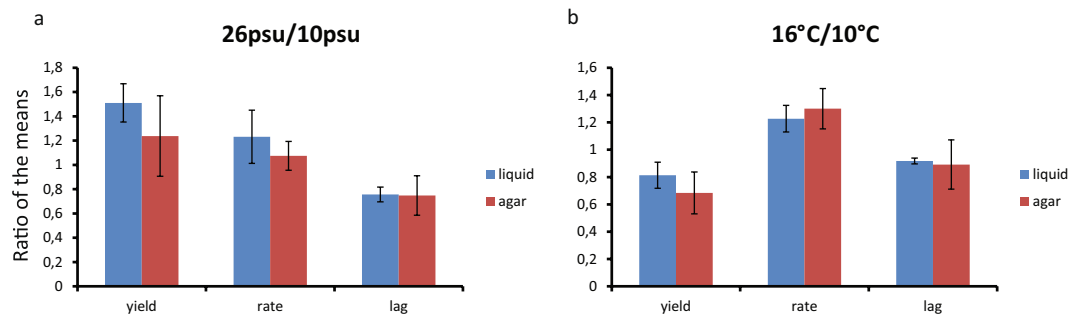 a
26psu/10psu
Ratio of the means
1,8
1,6
1,4
1,2
1
0,8
0,6
0,4
0,2
0
yield
rate
lag
liquid
agar
b
16°C/10°C
1,6
1,4
1,2
1
0,8
0,6
0,4
0,2
0
yield
rate
lag
liquid
agar